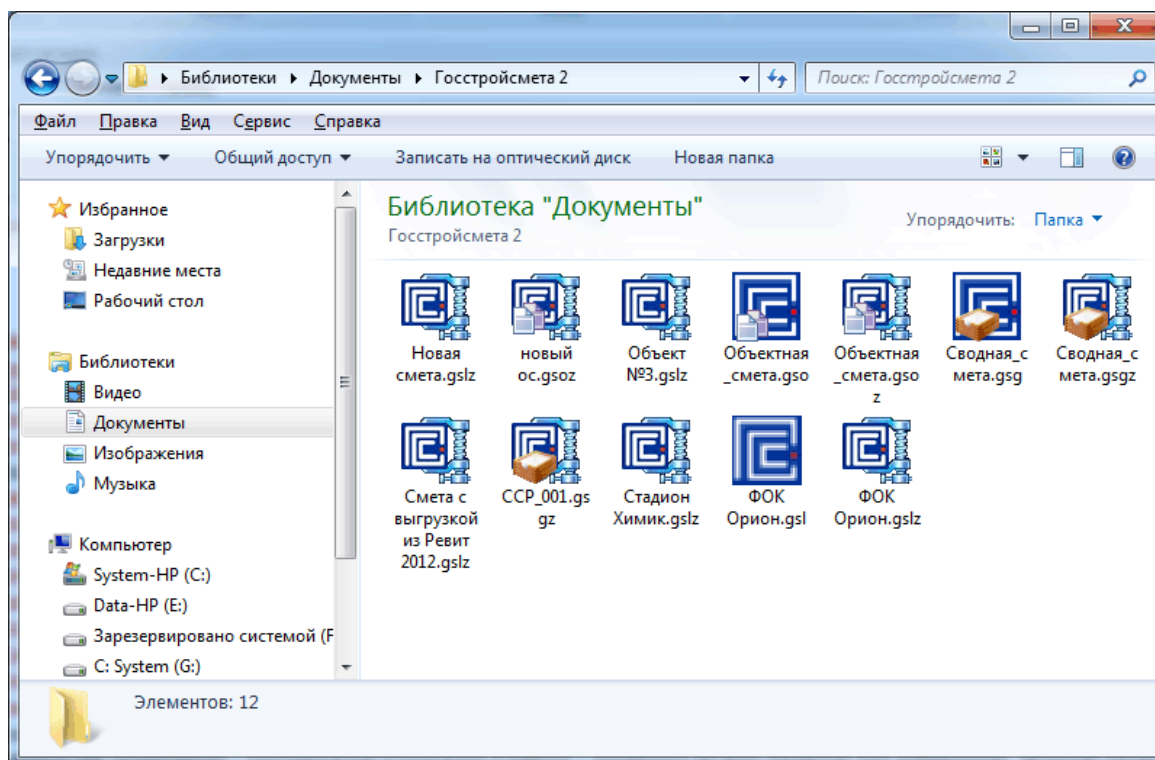 Библиотеки ▸ Документы ▸ Госстройсмета 2
Поиск: Госстройсмета 2
Файл Правка Вид Сервис Справка
Упорядочить Общий доступ Записать на оптический диск Новая папка
Избранное
Загрузки
Недавние места
Рабочий стол
Библиотеки
Видео
Документы
Изображения
Музыка
Компьютер
System-HP (C:)
Data-HP (E:)
Зарезервировано системой (F
C: System (G:)
Библиотека "Документы"
Госстройсмета 2
Упорядочить: Папка
Новая
смета.gslz
новый
ос.gsoz
Объект
№3.gslz
Объектная
_смета.gso
Объектная
_смета.gso
z
Сводная_с
мета.gsg
Сводная_с
мета.gsgz
Смета с
выгрузкой
из Ревит
2012.gslz
ССР_001.gs
gz
Стадион
Химик.gslz
ФОК
Орион.gsl
ФОК
Орион.gslz
Элементов: 12